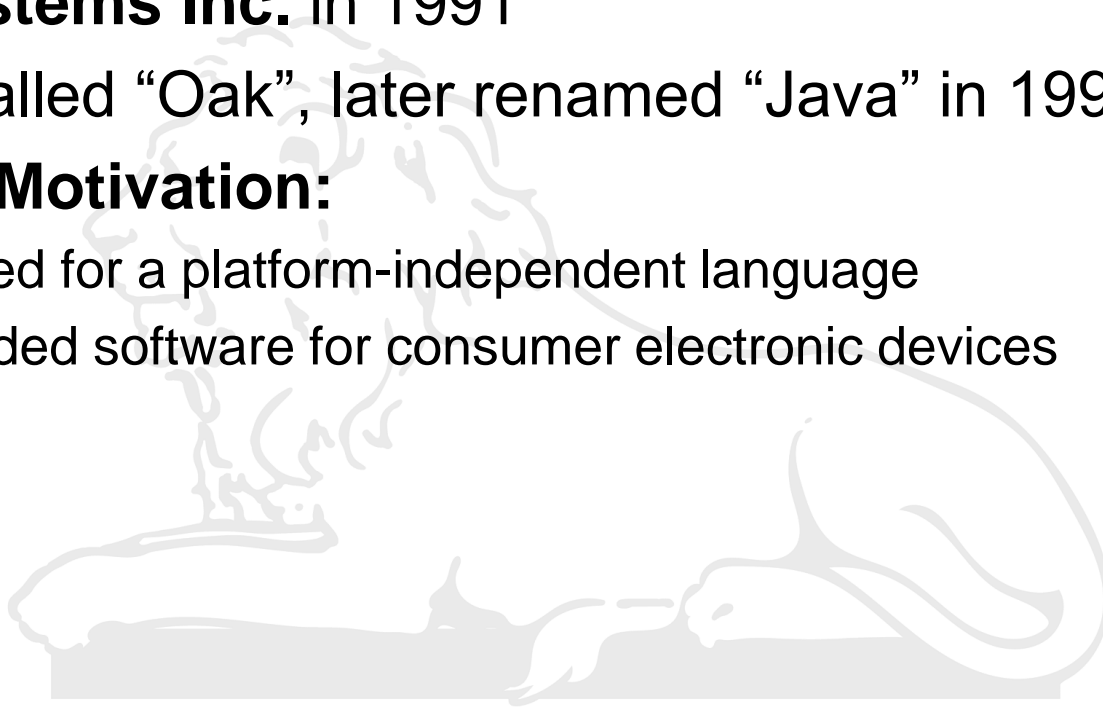 stems Inc. in 1991
alled “Oak”, later renamed “Java” in 199
Motivation:
ed for a platform-independent language
ded software for consumer electronic devices